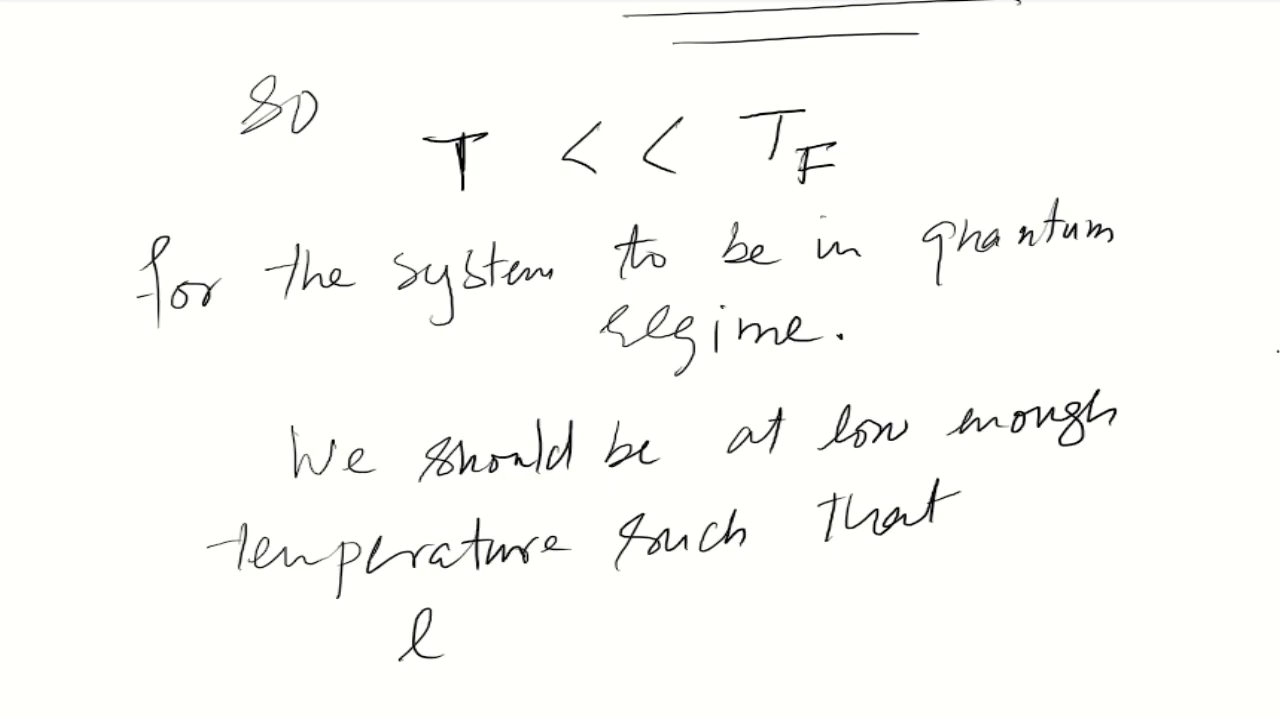 So
T << T_F
for the system to be in quantum
regime.
We should be at low enough
temperature such that
l